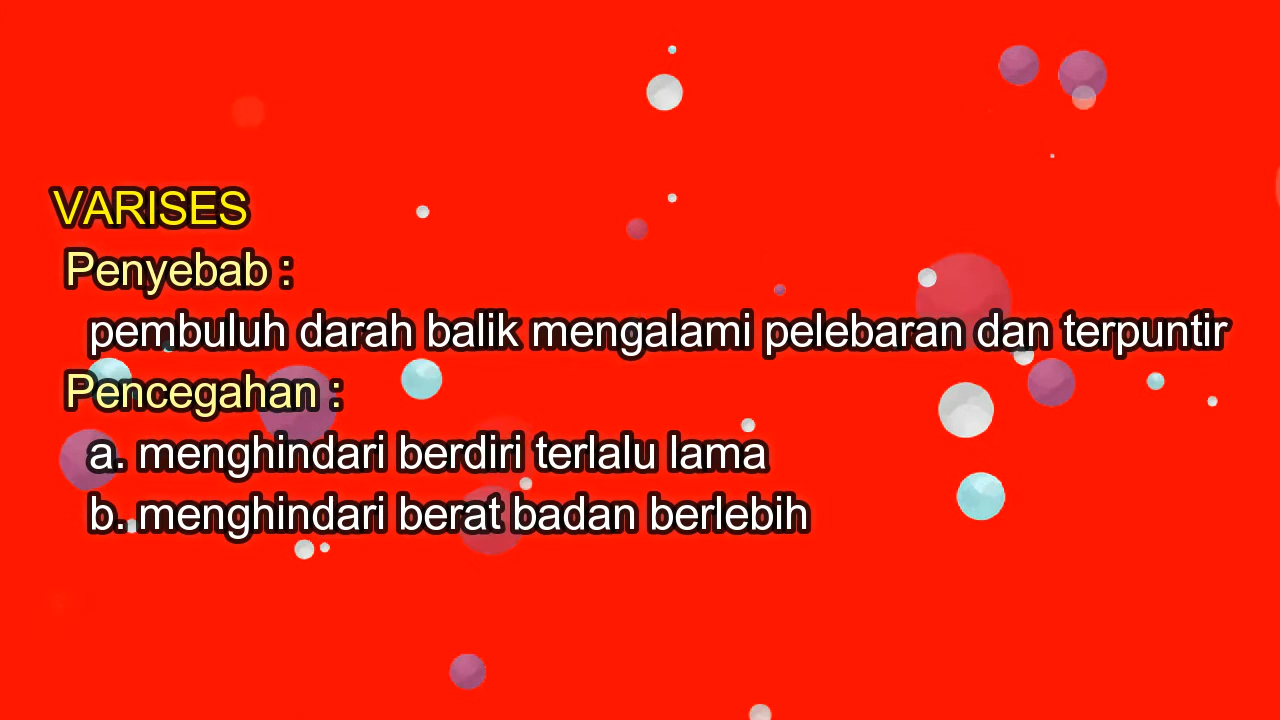 VARISES
Penyebab :
pembuluh darah balik mengalami pelebaran dan terpuntir
Pencegahan :
a. menghindari berdiri terlalu lama
b. menghindari berat badan berlebih